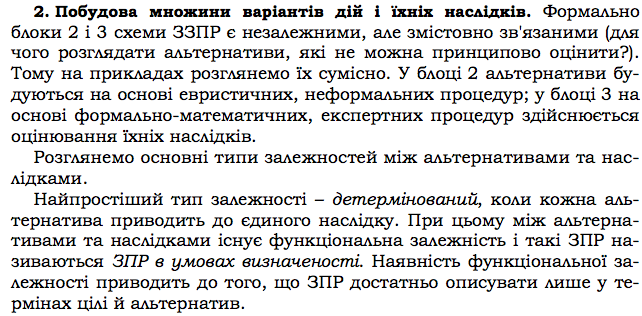 2. Побудова множини варіантів дій і їхніх наслідків. Формально
блоки 2 і 3 схеми ЗЗПР є незалежними, але змістовно зв'язаними (для
чого розглядати альтернативи, які не можна принципово оцінити?).
Тому на прикладах розглянемо їх сумісно. У блоці 2 альтернативи бу-
дуються на основі евристичних, неформальних процедур; у блоці 3 на
основі формально-математичних, експертних процедур здійснюється
оцінювання їхніх наслідків.
Розглянемо основні типи залежностей між альтернативами та нас-
лідками.
Найпростіший тип залежності – детермінований, коли кожна аль-
тернатива приводить до єдиного наслідку. При цьому між альтерна-
тивами та наслідками існує функціональна залежність і такі ЗПР на-
зиваються ЗПР в умовах визначеності. Наявність функціональної за-
лежності приводить до того, що ЗПР достатньо описувати лише у те-
рмінах цілі й альтернатив.